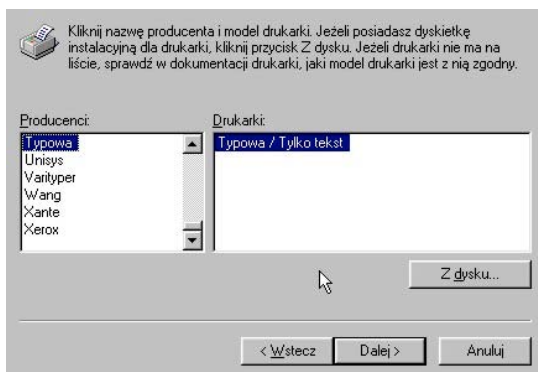 Kliknij nazwę producenta i model drukarki. Jeżeli posiadasz dyskietkę
instalacyjną dla drukarki, kliknij przycisk Z dysku. Jeżeli drukarki nie ma na
liście, sprawdź w dokumentacji drukarki, jaki model drukarki jest z nią zgodny.
Producenci:
Typowa
Unisys
Varityper
Wang
Xante
Xerox
Drukarki:
Typowa / Tylko tekst
Z dysku...
< Wstecz
Dalej >
Anuluj